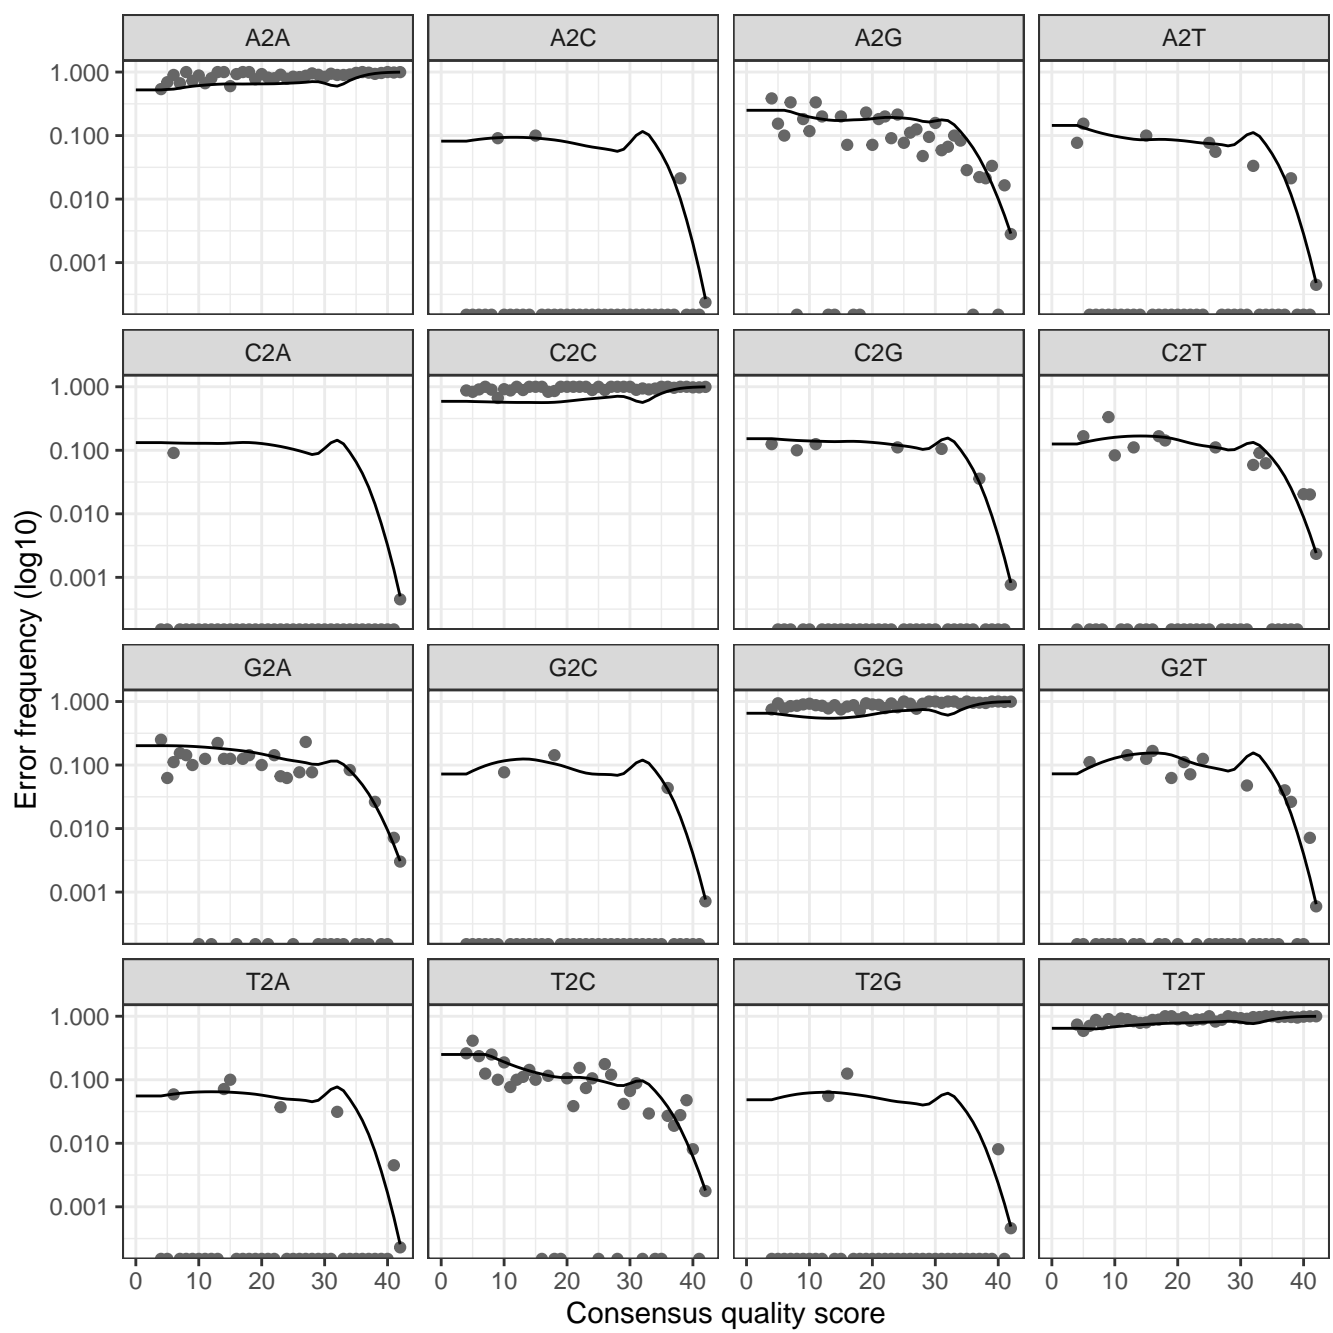 A2A A2C A2G A2T
1.000
0.100
0.010
0.001
C2A C2C C2G C2T
1.000
0.100
0.010
0.001
G2A G2C G2G G2T
1.000
0.100
0.010
0.001
T2A T2C T2G T2T
1.000
0.100
0.010
0.001
0 10 20 30 40 0 10 20 30 40 0 10 20 30 40 0 10 20 30 40
Consensus quality score
Error frequency (log10)